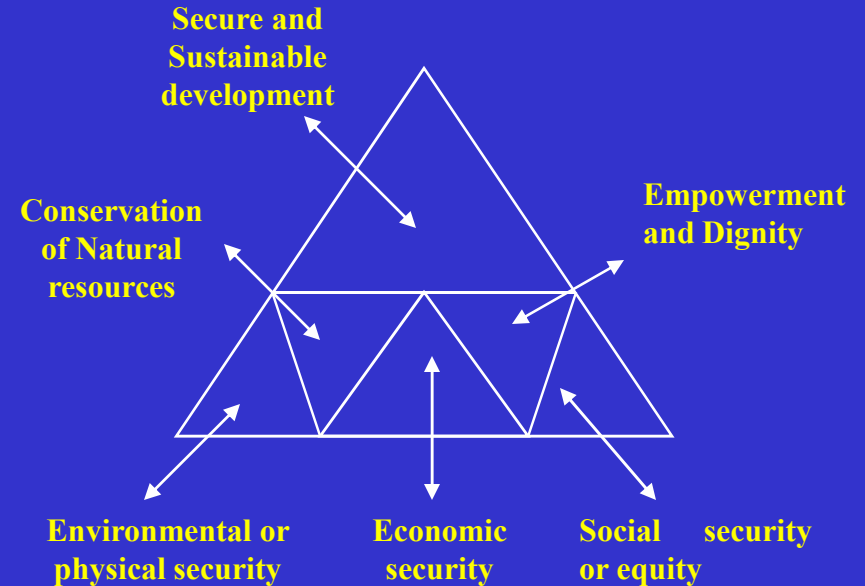 Secure and
Sustainable
development
Conservation
of Natural
resources
Empowerment
and Dignity
Environmental or
physical security
Economic
security
Social security
or equity